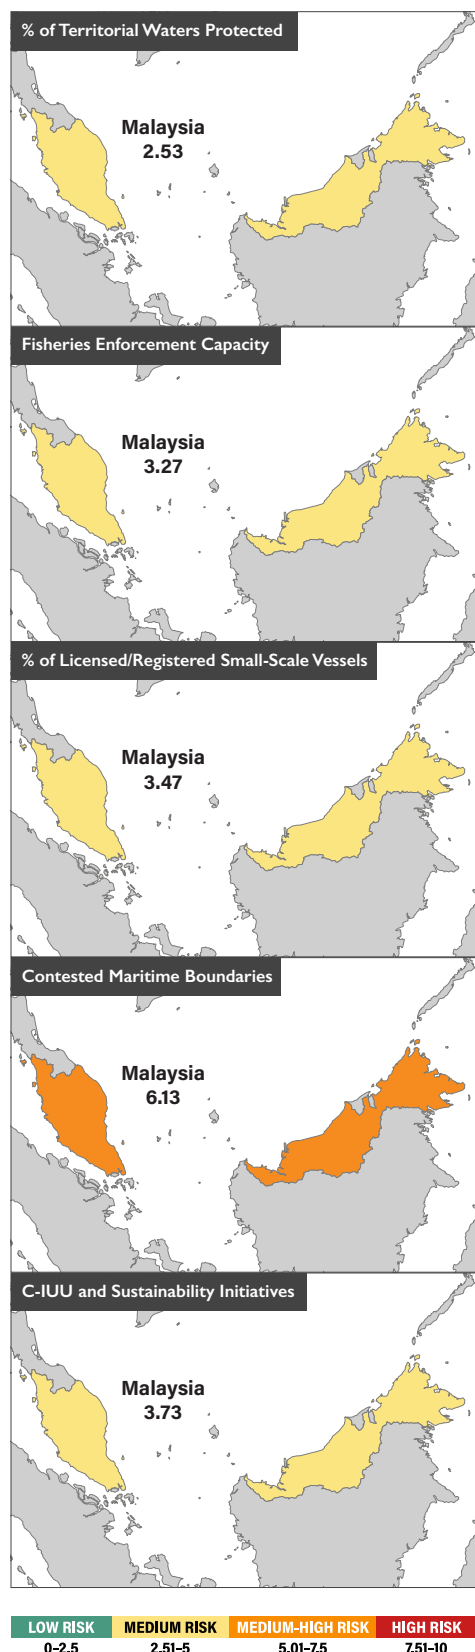 % of Territorial Waters Protected
Malaysia
2.53
Fisheries Enforcement Capacity
Malaysia
3.27
% of Licensed/Registered Small-Scale Vessels
Malaysia
3.47
Contested Maritime Boundaries
Malaysia
6.13
C-IUU and Sustainability Initiatives
Malaysia
3.73
LOW RISK MEDIUM RISK MEDIUM-HIGH RISK HIGH RISK
0–2.5 2.51–5 5.01–7.5 7.51–10